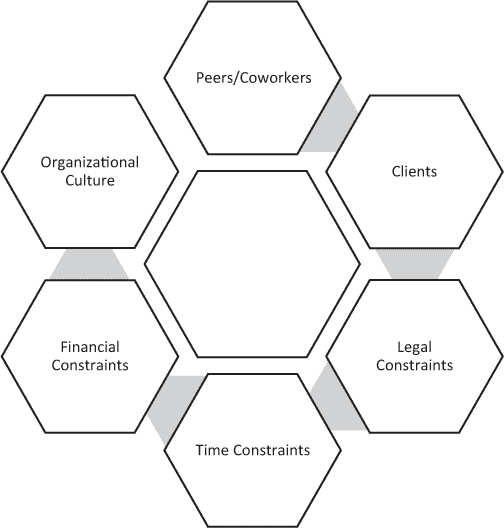 Peers/Coworkers
Clients
Legal
Constraints
Time Constraints
Financial
Constraints
Organizational
Culture